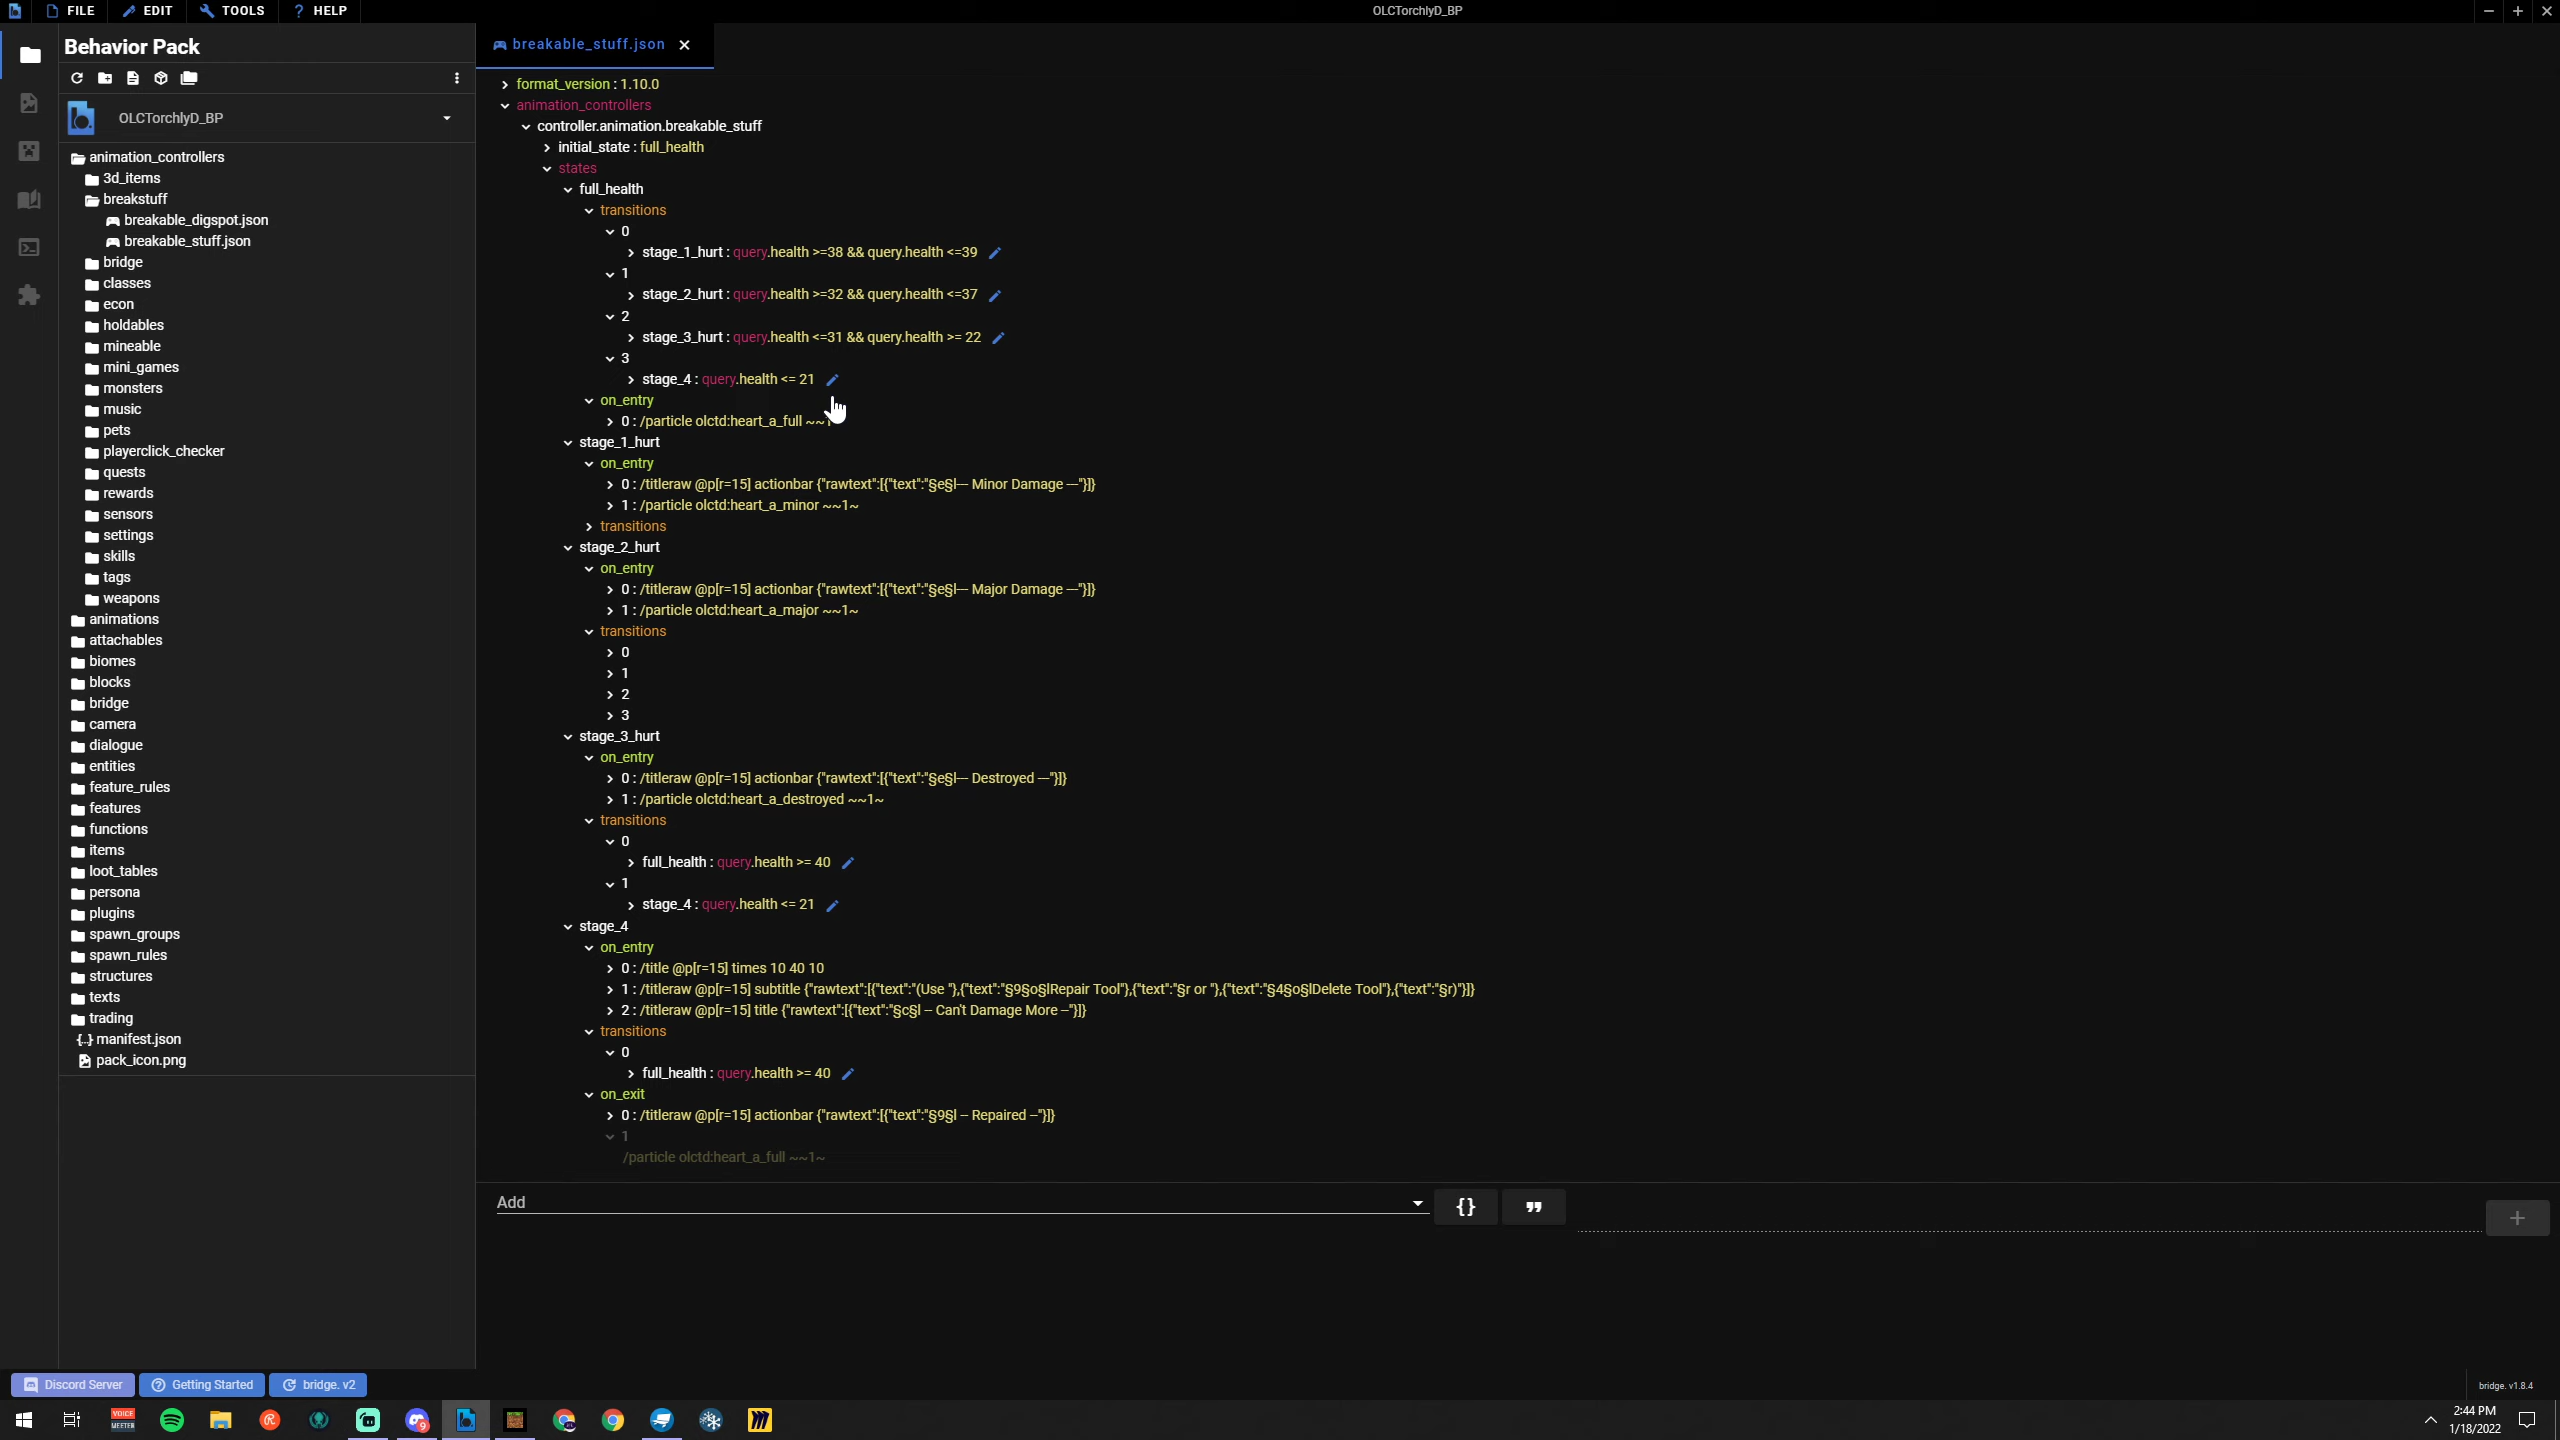 FILE EDIT TOOLS HELP OLCTorchlyD_BP
Behavior Pack
OLCTorchlyD_BP
animation_controllers
3d_items
breakstuff
breakable_digspot.json
breakable_stuff.json
bridge
classes
econ
holdables
mineable
mini_games
monsters
music
pets
playerclick_checker
quests
rewards
sensors
settings
skills
tags
weapons
animations
attachables
biomes
blocks
bridge
camera
dialogue
entities
feature_rules
features
functions
items
loot_tables
persona
plugins
spawn_groups
spawn_rules
structures
texts
trading
{..} manifest.json
pack_icon.png
breakable_stuff.json
format_version : 1.10.0
animation_controllers
controller.animation.breakable_stuff
initial_state : full_health
states
full_health
transitions
0
stage_1_hurt : query.health >=38 && query.health <=39
1
stage_2_hurt : query.health >=32 && query.health <=37
2
stage_3_hurt : query.health <=31 && query.health >= 22
3
stage_4 : query.health <= 21
on_entry
0 : /particle olctd:heart_a_full ~~1
stage_1_hurt
on_entry
0 : /titleraw @p[r=15] actionbar {"rawtext":[{"text":"§e§l--- Minor Damage ---"}]}
1 : /particle olctd:heart_a_minor ~~1~
transitions
stage_2_hurt
on_entry
0 : /titleraw @p[r=15] actionbar {"rawtext":[{"text":"§e§l--- Major Damage ---"}]}
1 : /particle olctd:heart_a_major ~~1~
transitions
0
1
2
3
stage_3_hurt
on_entry
0 : /titleraw @p[r=15] actionbar {"rawtext":[{"text":"§e§l--- Destroyed ---"}]}
1 : /particle olctd:heart_a_destroyed ~~1~
transitions
0
full_health : query.health >= 40
1
stage_4 : query.health <= 21
stage_4
on_entry
0 : /title @p[r=15] times 10 40 10
1 : /titleraw @p[r=15] subtitle {"rawtext":[{"text":"(Use "},{"text":"§9§o§lRepair Tool"},{"text":"§r or "},{"text":"§4§o§lDelete Tool"},{"text":"§r)"}]}
2 : /titleraw @p[r=15] title {"rawtext":[{"text":"§c§l -- Can't Damage More --"}]}
transitions
0
full_health : query.health >= 40
on_exit
0 : /titleraw @p[r=15] actionbar {"rawtext":[{"text":"§9§l -- Repaired --"}]}
1
/particle olctd:heart_a_full ~~1~
Add
{}
Discord Server Getting Started bridge. v2
bridge. v1.8.4
VOICE
MEETER
9
2:44 PM
1/18/2022